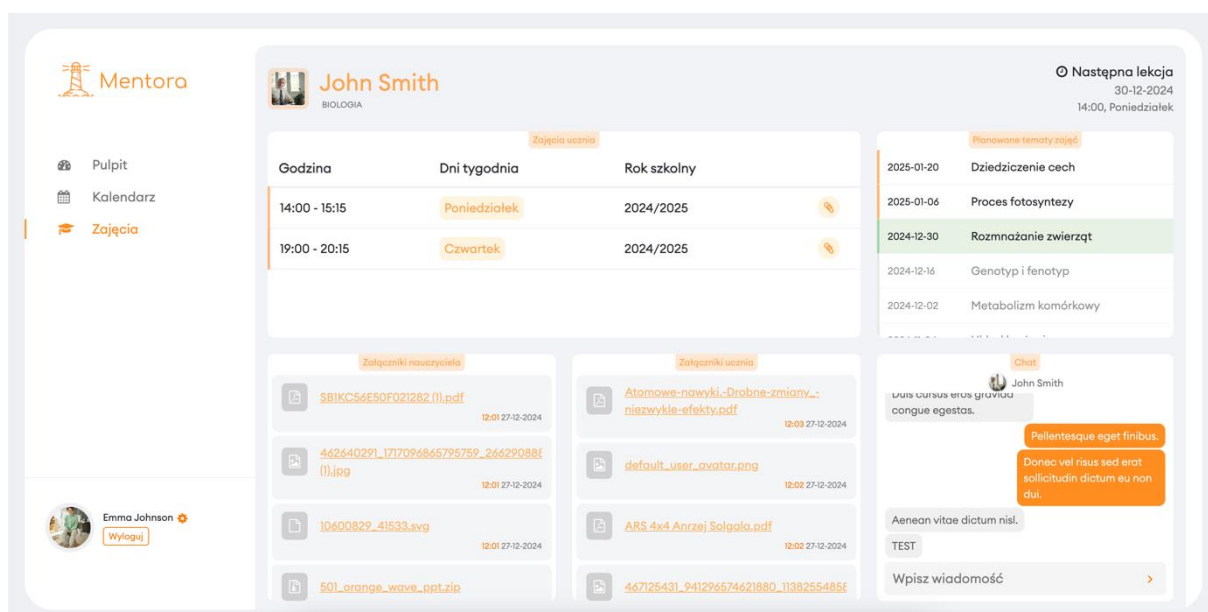 Mentora
Pulpit
Kalendarz
Zajęcia
Emma Johnson
Wyloguj
John Smith
BIOLOGIA
Następna lekcja
30-12-2024
14:00, Poniedziałek
Zajęcia ucznia
Godzina Dni tygodnia Rok szkolny
14:00 - 15:15 Poniedziałek 2024/2025
19:00 - 20:15 Czwartek 2024/2025
Planowane tematy zajęć
2025-01-20 Dziedziczenie cech
2025-01-06 Proces fotosyntezy
2024-12-30 Rozmnażanie zwierząt
2024-12-16 Genotyp i fenotyp
2024-12-02 Metabolizm komórkowy
Załączniki nauczyciela
SB1KC56E50F021282 (1).pdf
12:01 27-12-2024
462640291_1717096865795759_26629088
(1).jpg
12:01 27-12-2024
10600829_41533.svg
12:01 27-12-2024
501_orange_wave_ppt.zip
Załączniki ucznia
Atomowe-nawyki.-Drobne-zmiany_-
niezwykle-efekty.pdf
12:03 27-12-2024
default_user_avatar.png
12:02 27-12-2024
ARS 4x4 Anrzej Solgala.pdf
12:02 27-12-2024
467125431_941296574621880_1138255485
Chat
John Smith
Duis cursus eros gravida
congue egestas.
Pellentesque eget finibus.
Donec vel risus sed erat
sollicitudin dictum eu non
dui.
Aenean vitae dictum nisl.
TEST
Wpisz wiadomość